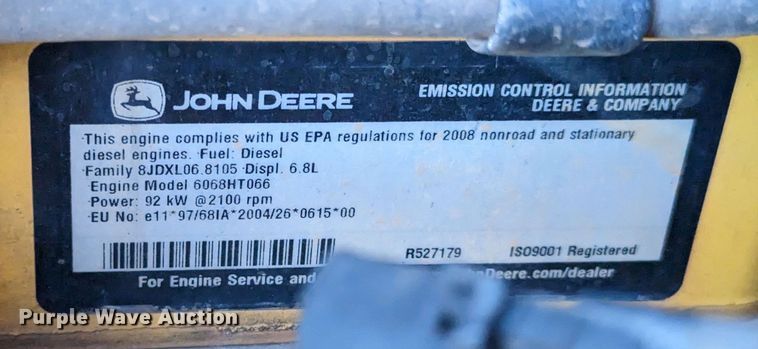 JOHN DEERE
EMISSION CONTROL INFORMATION
DEERE & COMPANY
This engine complies with US EPA regulations for 2008 nonroad and stationary
diesel engines. Fuel: Diesel
Family 8JDXL06.8105 Displ. 6.8L
Engine Model 6068HT066
Power: 92 kW @2100 rpm
EU No: e11*97/68IA*2004/26*0615*00
R527179 ISO9001 Registered
For Engine Service and Deere.com/dealer
Purple Wave Auction